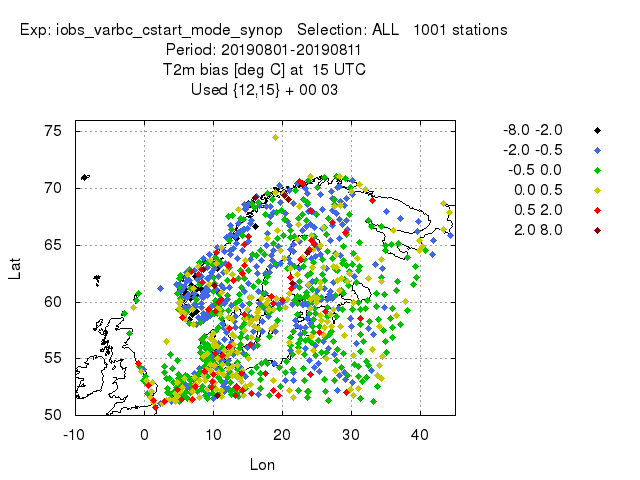 Exp: iobs_varbc_cstart_mode_synop Selection: ALL 1001 stations
Period: 20190801-20190811
T2m bias [deg C] at 15 UTC
Used {12,15} + 00 03
-8.0 -2.0
-2.0 -0.5
-0.5 0.0
0.0 0.5
0.5 2.0
2.0 8.0
75
70
65
60
55
50
Lat
-10 0 10 20 30 40
Lon